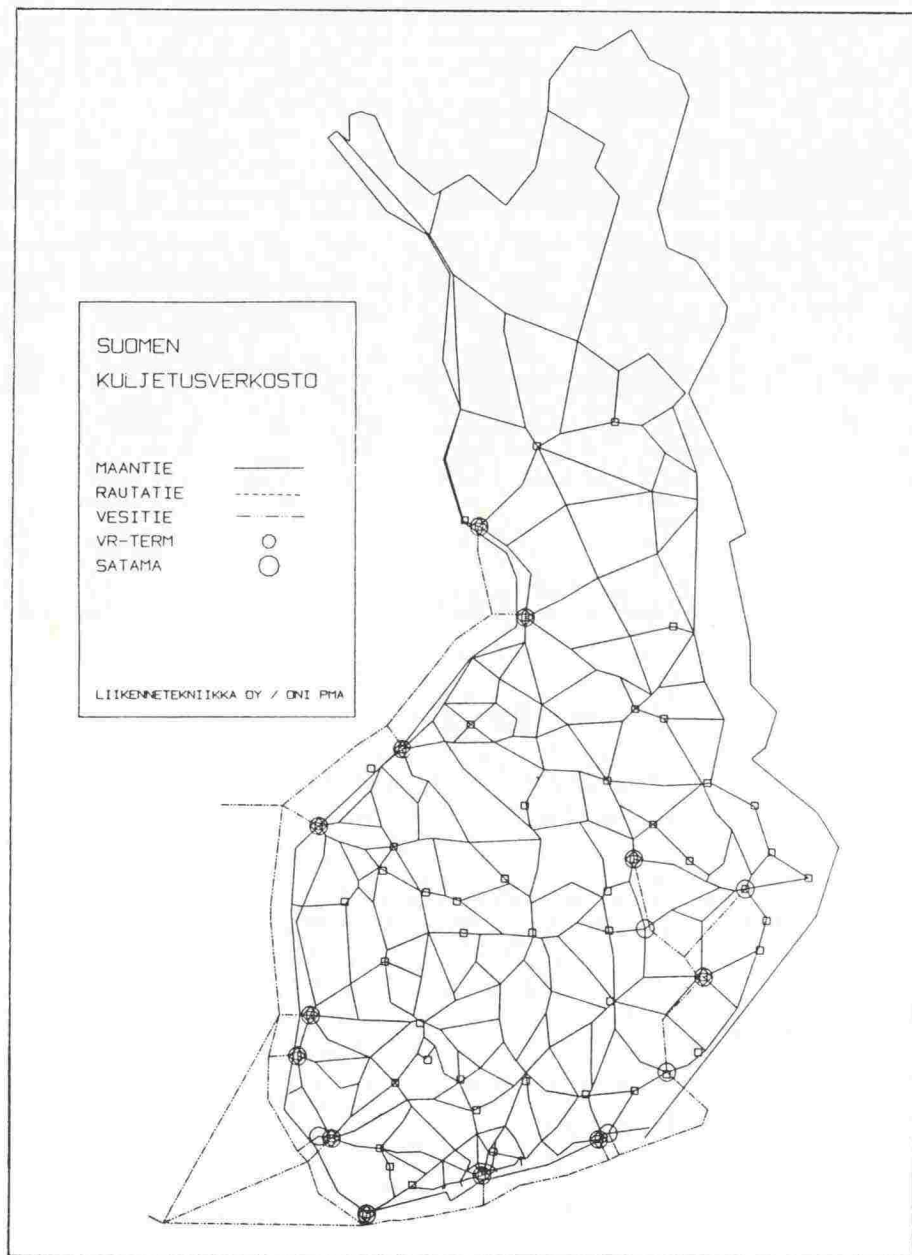 SUOMEN
KULJETUSVERKOSTO
MAANTIE
RAUTATIE
VESITIE
VR-TERM
SATAMA
LIIKENNETEKNIIKKA OY / ONI PMA